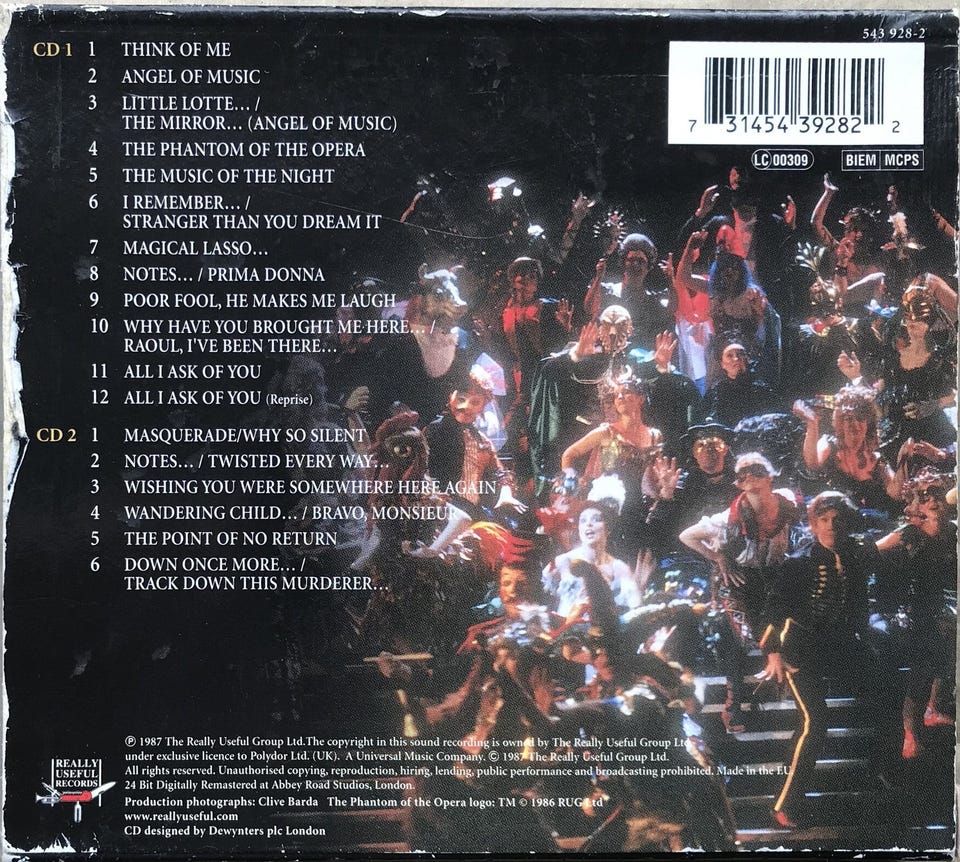 543 928-2
7 31454 39282 2
LC 00309 BIEM MCPS
CD 1 1 THINK OF ME
2 ANGEL OF MUSIC
3 LITTLE LOTTE... /
THE MIRROR... (ANGEL OF MUSIC)
4 THE PHANTOM OF THE OPERA
5 THE MUSIC OF THE NIGHT
6 I REMEMBER... /
STRANGER THAN YOU DREAM IT
7 MAGICAL LASSO...
8 NOTES... / PRIMA DONNA
9 POOR FOOL, HE MAKES ME LAUGH
10 WHY HAVE YOU BROUGHT ME HERE... /
RAOUL, I'VE BEEN THERE...
11 ALL I ASK OF YOU
12 ALL I ASK OF YOU (Reprise)
CD 2 1 MASQUERADE/WHY SO SILENT
2 NOTES... / TWISTED EVERY WAY...
3 WISHING YOU WERE SOMEWHERE HERE AGAIN
4 WANDERING CHILD... / BRAVO, MONSIEUR
5 THE POINT OF NO RETURN
6 DOWN ONCE MORE... /
TRACK DOWN THIS MURDERER...
REALLY
USEFUL
RECORDS
℗ 1987 The Really Useful Group Ltd.The copyright in this sound recording is owned by The Really Useful Group Ltd
under exclusive licence to Polydor Ltd. (UK). A Universal Music Company. © 1987 The Really Useful Group Ltd.
All rights reserved. Unauthorised copying, reproduction, hiring, lending, public performance and broadcasting prohibited. Made in the EU
24 Bit Digitally Remastered at Abbey Road Studios, London.
Production photographs: Clive Barda The Phantom of the Opera logo: TM © 1986 RUG Ltd
www.reallyuseful.com
CD designed by Dewynters plc London